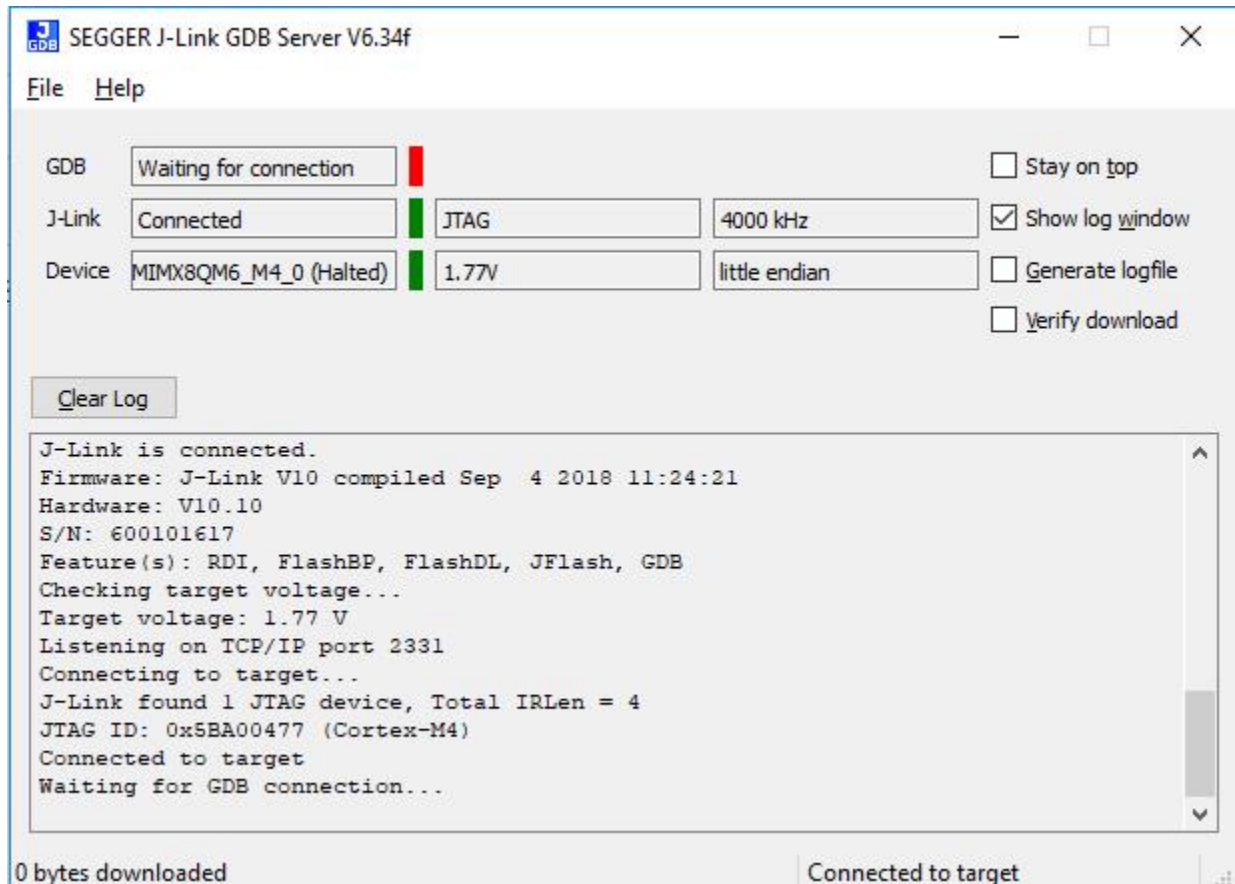 J
GDB
SEGGER J-Link GDB Server V6.34f
File Help
GDB Waiting for connection Stay on top
J-Link Connected JTAG 4000 kHz Show log window
Device MIMX8QM6_M4_0 (Halted) 1.77V little endian Generate logfile
Verify download
Clear Log
J-Link is connected.
Firmware: J-Link V10 compiled Sep  4 2018 11:24:21
Hardware: V10.10
S/N: 600101617
Feature(s): RDI, FlashBP, FlashDL, JFlash, GDB
Checking target voltage...
Target voltage: 1.77 V
Listening on TCP/IP port 2331
Connecting to target...
J-Link found 1 JTAG device, Total IRLen = 4
JTAG ID: 0x5BA00477 (Cortex-M4)
Connected to target
Waiting for GDB connection...
0 bytes downloaded Connected to target